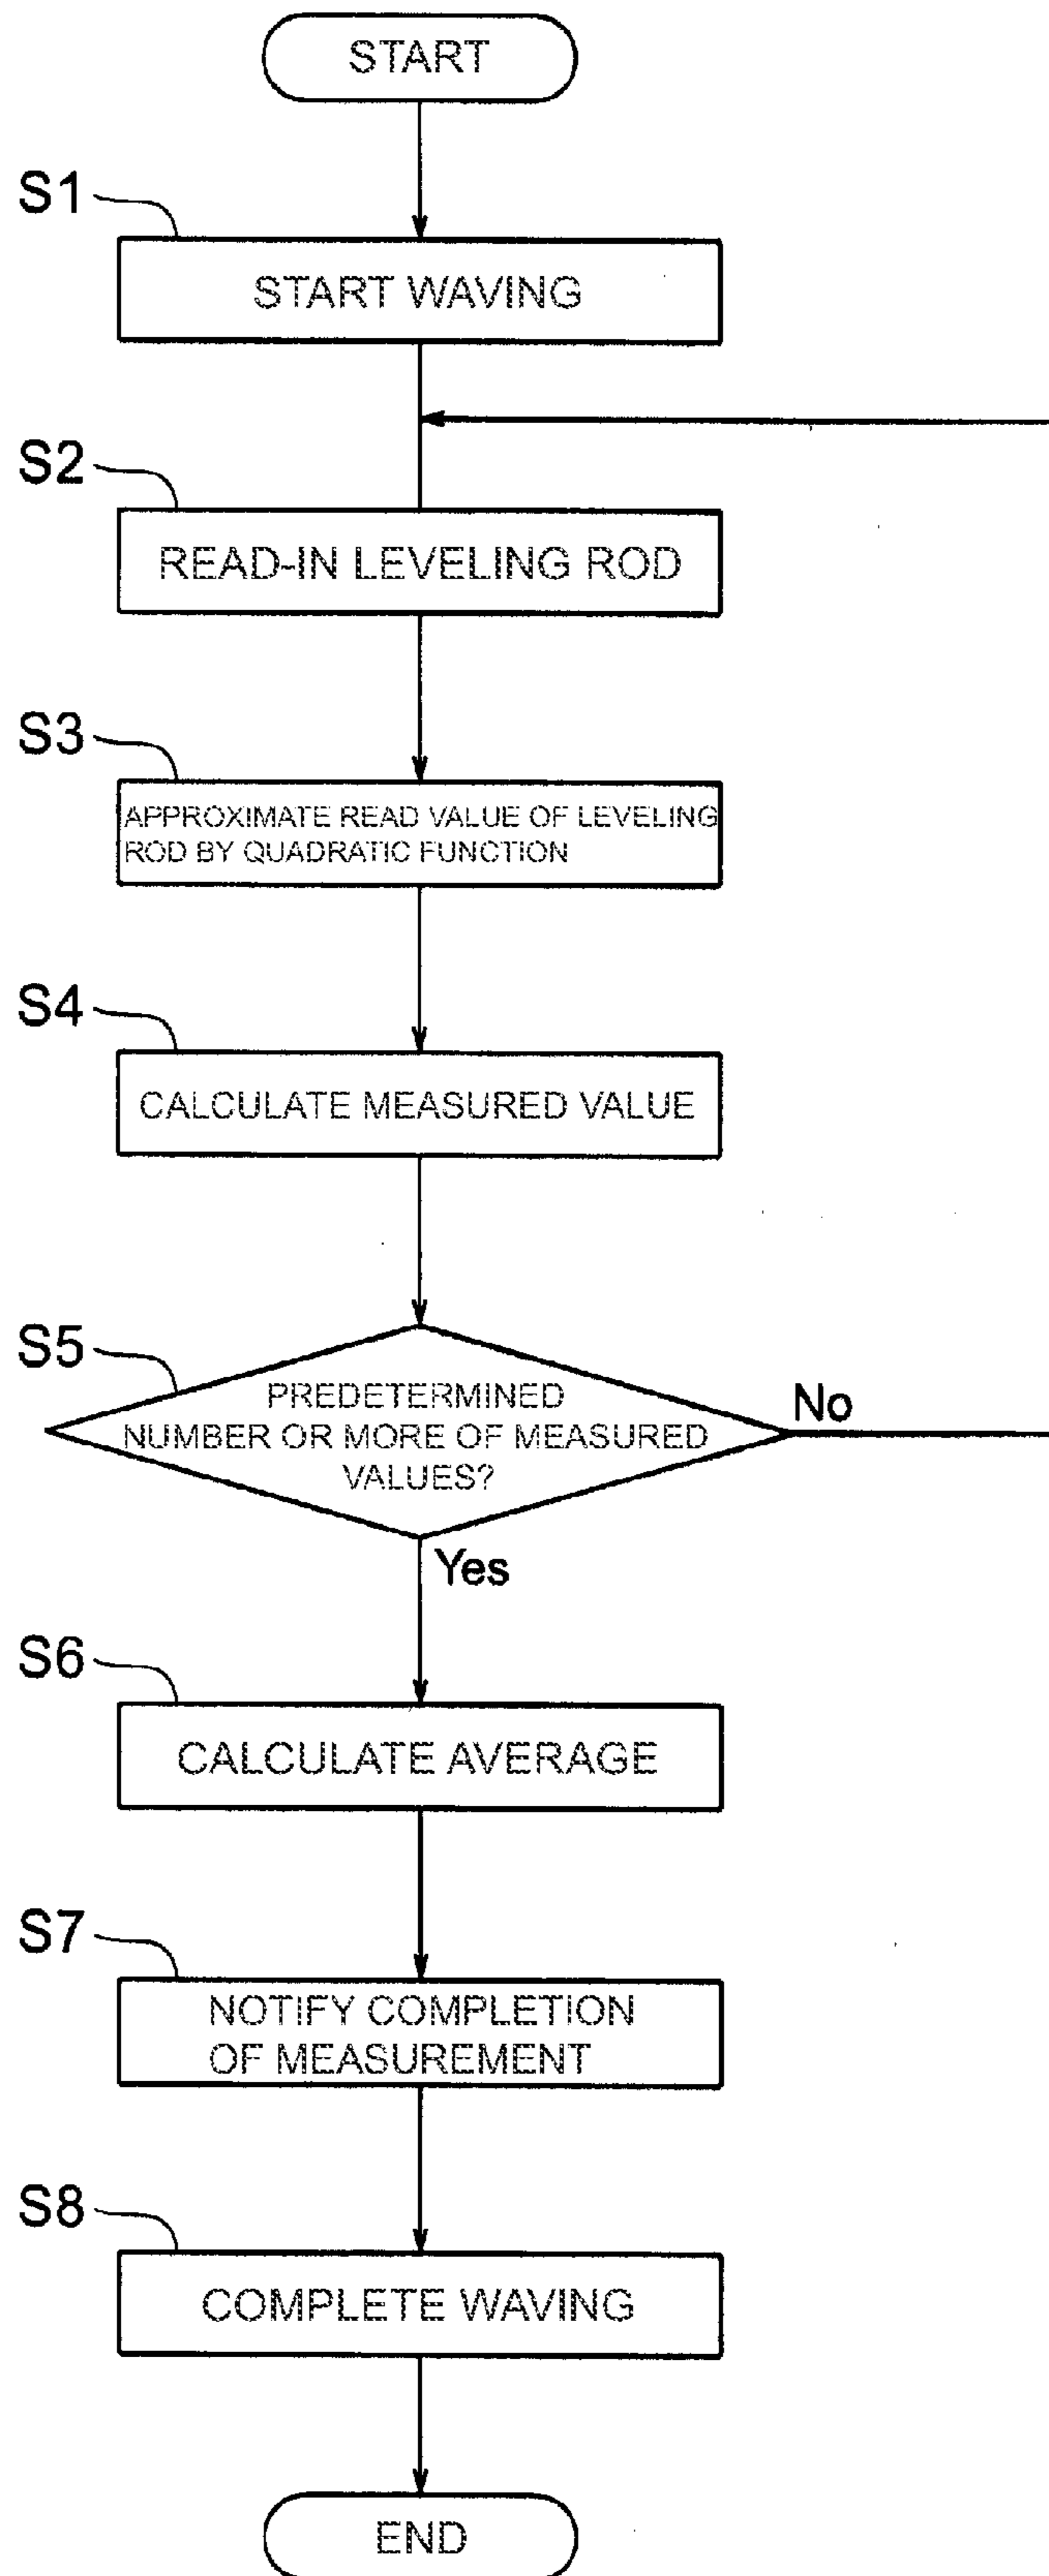 START
S1
START WAVING
S2
READ-IN LEVELING ROD
S3
APPROXIMATE READ VALUE OF LEVELING
ROD BY QUADRATIC FUNCTION
S4
CALCULATE MEASURED VALUE
S5
PREDETERMINED
NUMBER OR MORE OF MEASURED
VALUES?
No
Yes
S6
CALCULATE AVERAGE
S7
NOTIFY COMPLETION
OF MEASUREMENT
S8
COMPLETE WAVING
END